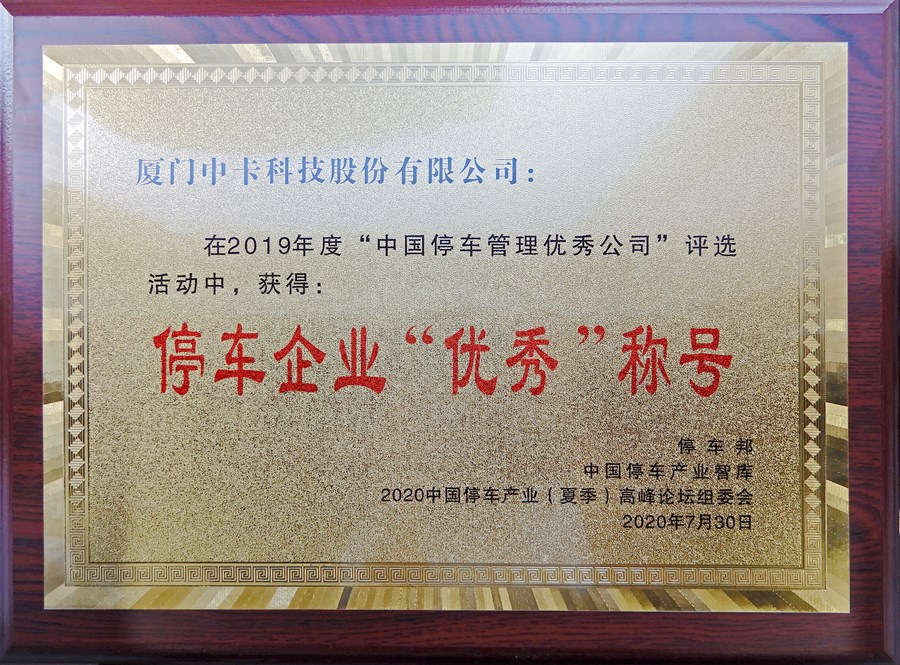 厦门中卡科技股份有限公司：
在2019年度“中国停车管理优秀公司”评选
活动中，获得：
停车企业“优秀”称号
停车邦
中国停车产业智库
2020中国停车产业（夏季）高峰论坛组委会
2020年7月30日